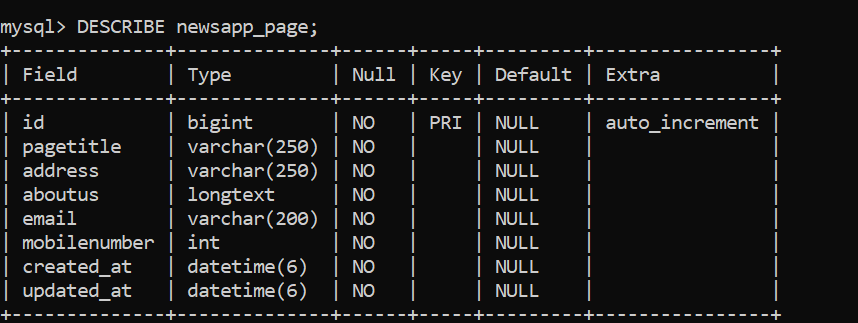 mysql> DESCRIBE newsapp_page;
+--------------+--------------+------+-----+---------+----------------+
| Field        | Type         | Null | Key | Default | Extra          |
+--------------+--------------+------+-----+---------+----------------+
| id           | bigint       | NO   | PRI | NULL    | auto_increment |
| pagetitle    | varchar(250) | NO   |     | NULL    |                |
| address      | varchar(250) | NO   |     | NULL    |                |
| aboutus      | longtext     | NO   |     | NULL    |                |
| email        | varchar(200) | NO   |     | NULL    |                |
| mobilenumber | int          | NO   |     | NULL    |                |
| created_at   | datetime(6)  | NO   |     | NULL    |                |
| updated_at   | datetime(6)  | NO   |     | NULL    |                |
+--------------+--------------+------+-----+---------+----------------+